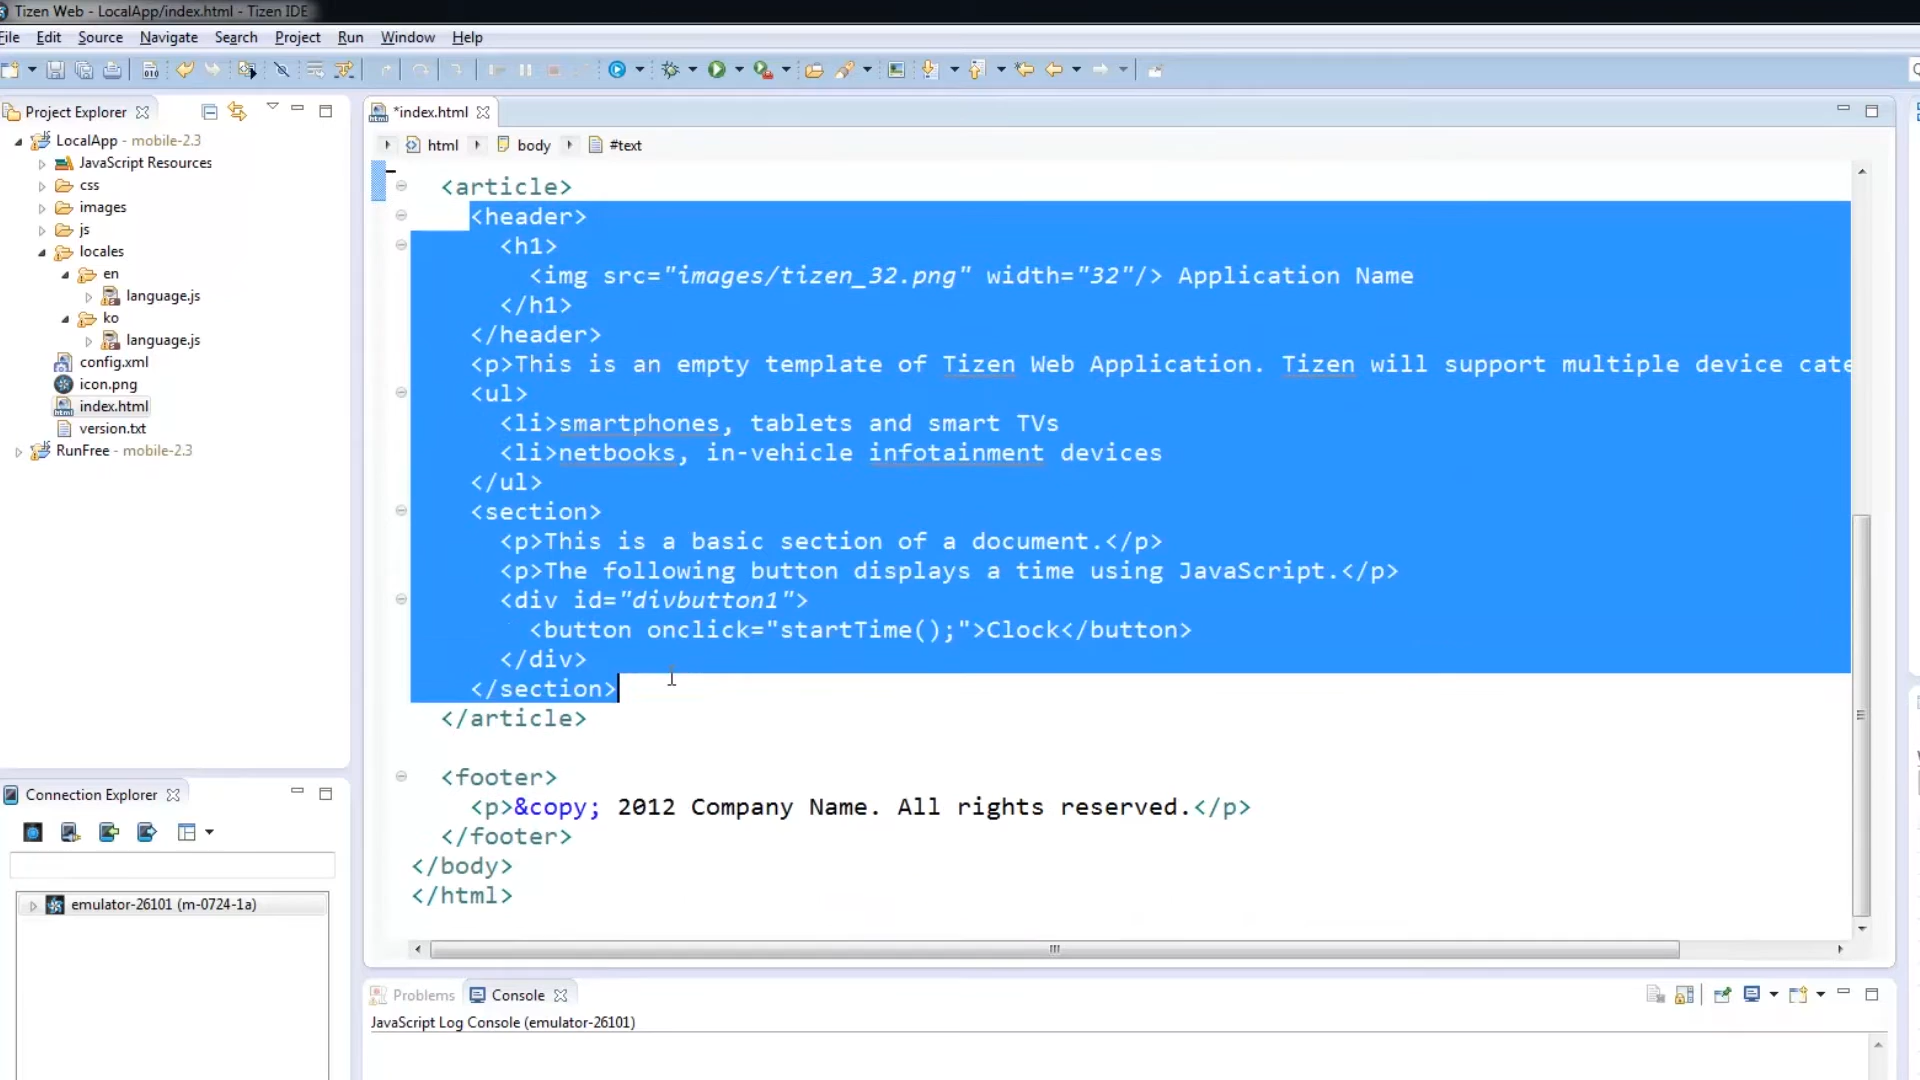 Tizen Web - LocalApp/index.html - Tizen IDE
File Edit Source Navigate Search Project Run Window Help
Project Explorer
LocalApp - mobile-2.3
JavaScript Resources
css
images
js
locales
en
language.js
ko
language.js
config.xml
icon.png
index.html
version.txt
RunFree - mobile-2.3
Connection Explorer
emulator-26101 (m-0724-1a)
*index.html
html body #text
<article>
<header>
<h1>
<img src="images/tizen_32.png" width="32"/> Application Name
</h1>
</header>
<p>This is an empty template of Tizen Web Application. Tizen will support multiple device cate
<ul>
<li>smartphones, tablets and smart TVs
<li>netbooks, in-vehicle infotainment devices
</ul>
<section>
<p>This is a basic section of a document.</p>
<p>The following button displays a time using JavaScript.</p>
<div id="divbutton1">
<button onclick="startTime();">Clock</button>
</div>
</section>
</article>
<footer>
<p>&copy; 2012 Company Name. All rights reserved.</p>
</footer>
</body>
</html>
Problems Console
JavaScript Log Console (emulator-26101)